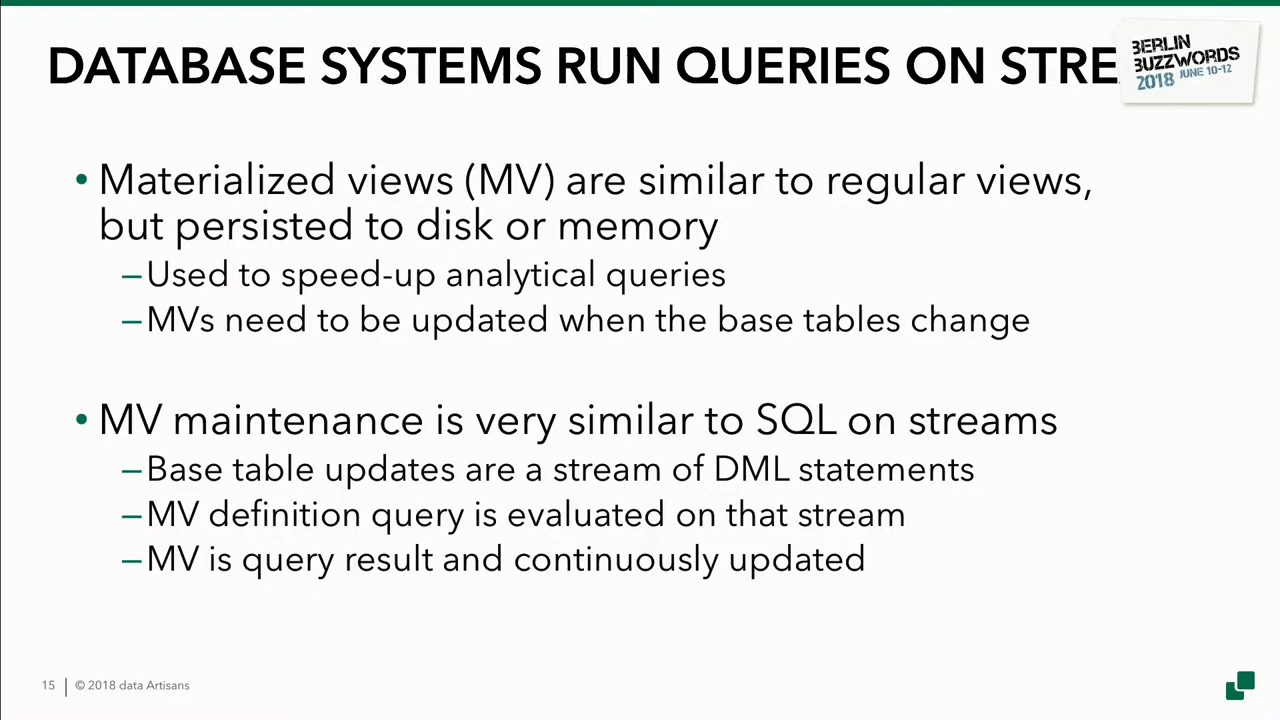 DATABASE SYSTEMS RUN QUERIES ON STRE
BERLIN
BUZZWORDS
2018 JUNE 10-12
• Materialized views (MV) are similar to regular views,
but persisted to disk or memory
–Used to speed-up analytical queries
–MVs need to be updated when the base tables change
• MV maintenance is very similar to SQL on streams
–Base table updates are a stream of DML statements
–MV definition query is evaluated on that stream
–MV is query result and continuously updated
15 | © 2018 data Artisans